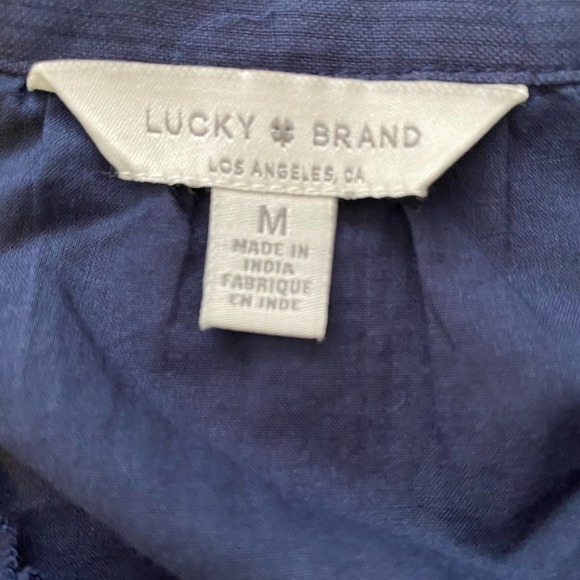 LUCKY BRAND
LOS ANGELES, CA
M
MADE IN
INDIA
FABRIQUE
EN INDE